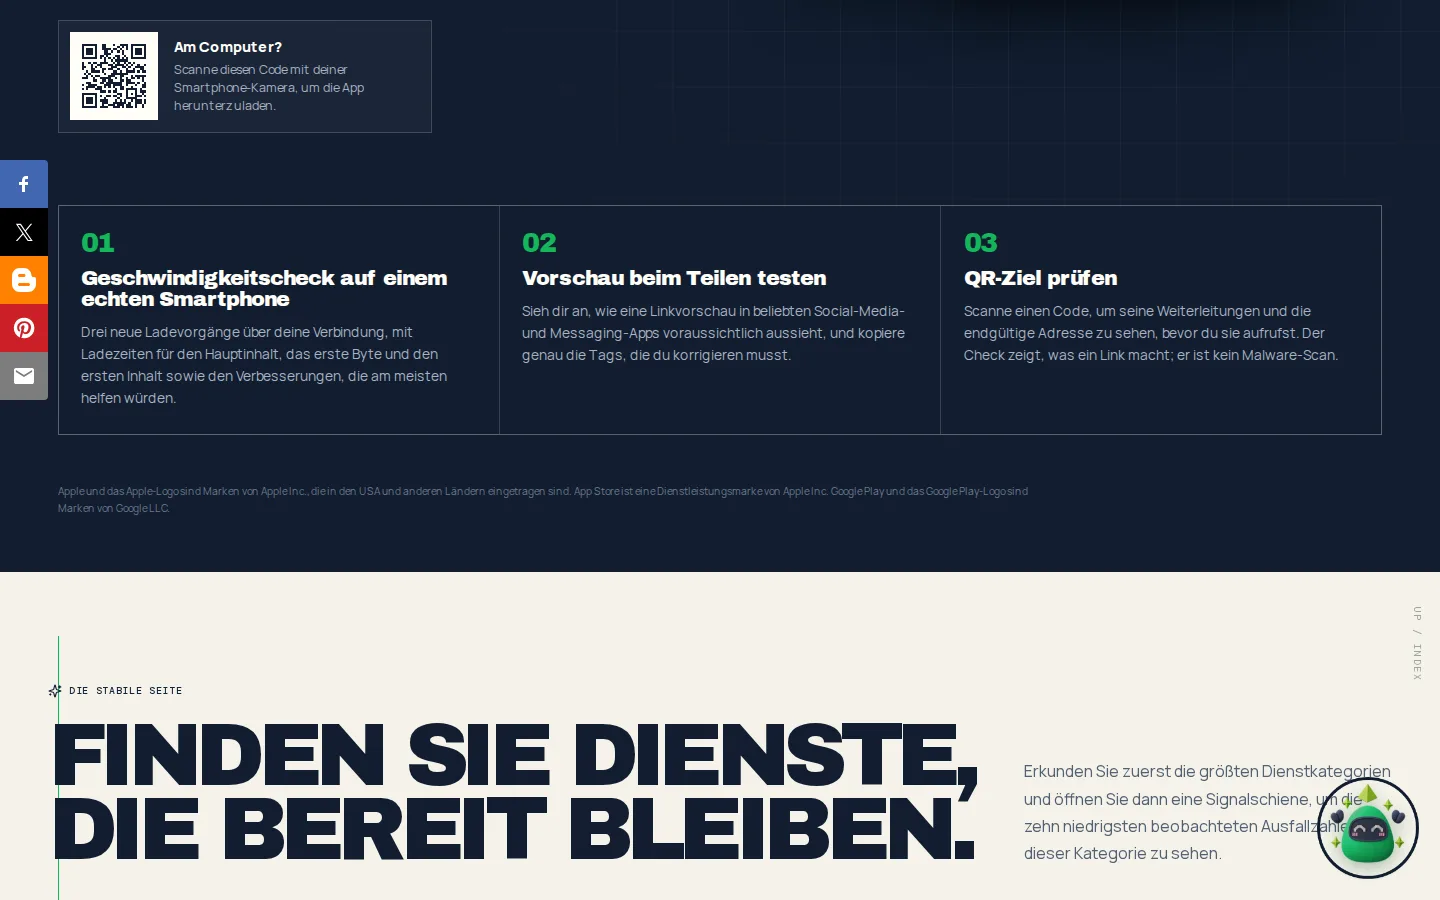 Am Computer?
Scanne diesen Code mit deiner
Smartphone-Kamera, um die App
herunterzuladen.
01
Geschwindigkeitscheck auf einem
echten Smartphone
Drei neue Ladevorgänge über deine Verbindung, mit
Ladezeiten für den Hauptinhalt, das erste Byte und den
ersten Inhalt sowie den Verbesserungen, die am meisten
helfen würden.
02
Vorschau beim Teilen testen
Sieh dir an, wie eine Linkvorschau in beliebten Social-Media-
und Messaging-Apps voraussichtlich aussieht, und kopiere
genau die Tags, die du korrigieren musst.
03
QR-Ziel prüfen
Scanne einen Code, um seine Weiterleitungen und die
endgültige Adresse zu sehen, bevor du sie aufrufst. Der
Check zeigt, was ein Link macht; er ist kein Malware-Scan.
Apple und das Apple-Logo sind Marken von Apple Inc., die in den USA und anderen Ländern eingetragen sind. App Store ist eine Dienstleistungsmarke von Apple Inc. Google Play und das Google Play-Logo sind
Marken von Google LLC.
UP / INDEX
DIE STABILE SEITE
FINDEN SIE DIENSTE,
DIE BEREIT BLEIBEN.
Erkunden Sie zuerst die größten Dienstkategorien
und öffnen Sie dann eine Signalschiene, um die
zehn niedrigsten beobachteten
dieser Kategorie zu sehen.